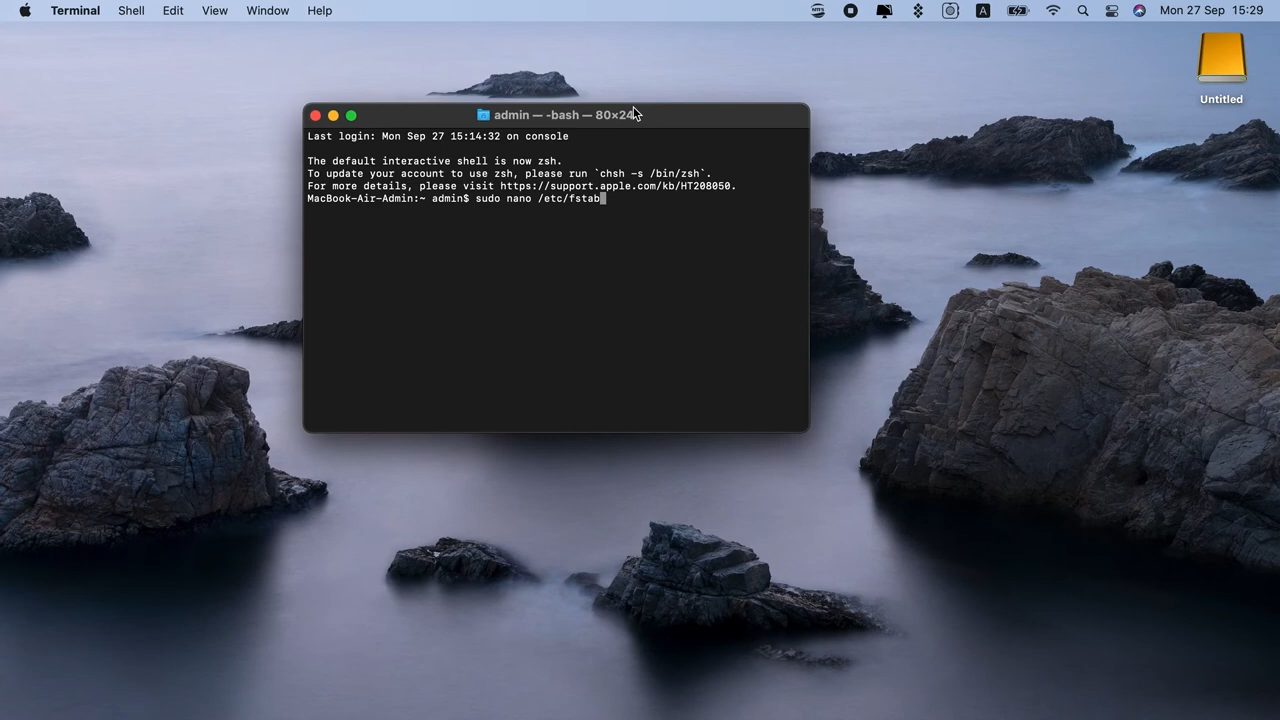 Terminal Shell Edit View Window Help A Mon 27 Sep 15:29
Untitled
admin — -bash — 80×24
Last login: Mon Sep 27 15:14:32 on console
The default interactive shell is now zsh.
To update your account to use zsh, please run `chsh -s /bin/zsh`.
For more details, please visit https://support.apple.com/kb/HT208050.
MacBook-Air-Admin:~ admin$ sudo nano /etc/fstab